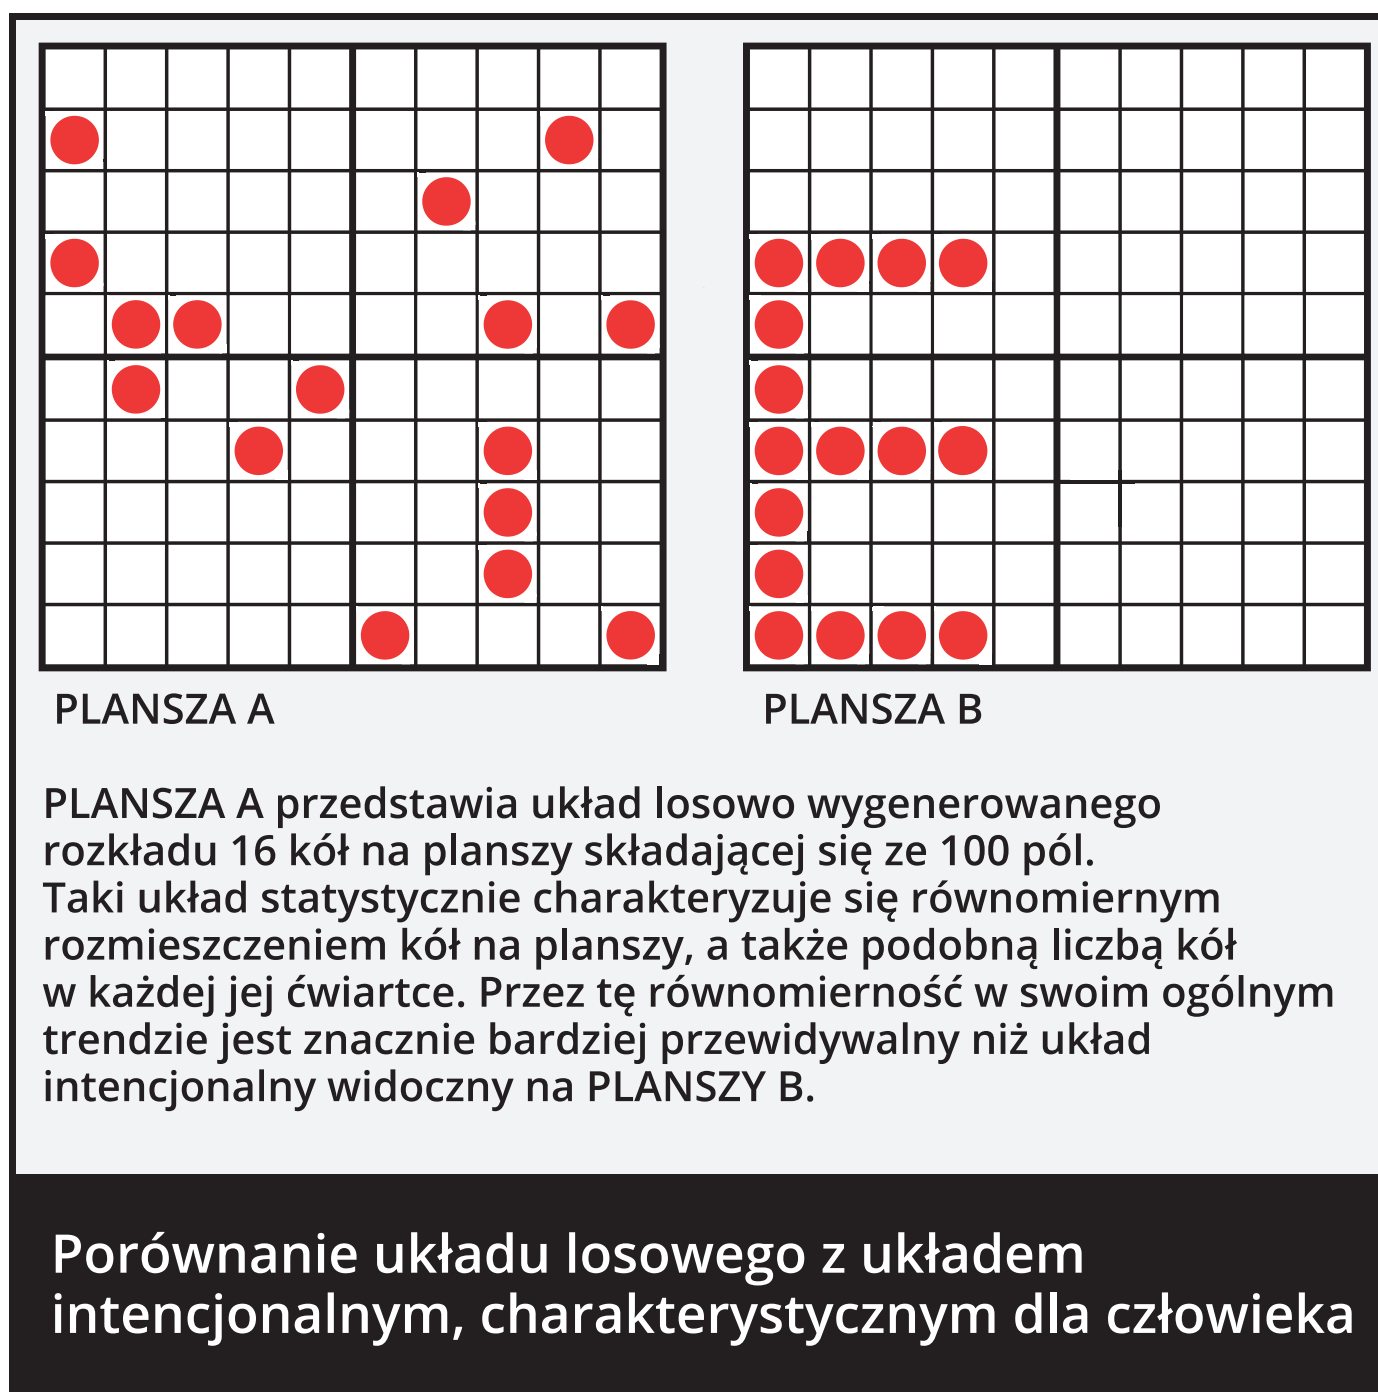 PLANSZA A
PLANSZA B
PLANSZA A przedstawia układ losowo wygenerowanego
rozkładu 16 kół na planszy składającej się ze 100 pól.
Taki układ statystycznie charakteryzuje się równomiernym
rozmieszczeniem kół na planszy, a także podobną liczbą kół
w każdej jej ćwiartce. Przez tę równomierność w swoim ogólnym
trendzie jest znacznie bardziej przewidywalny niż układ
intencjonalny widoczny na PLANSZY B.
Porównanie układu losowego z układem
intencjonalnym, charakterystycznym dla człowieka